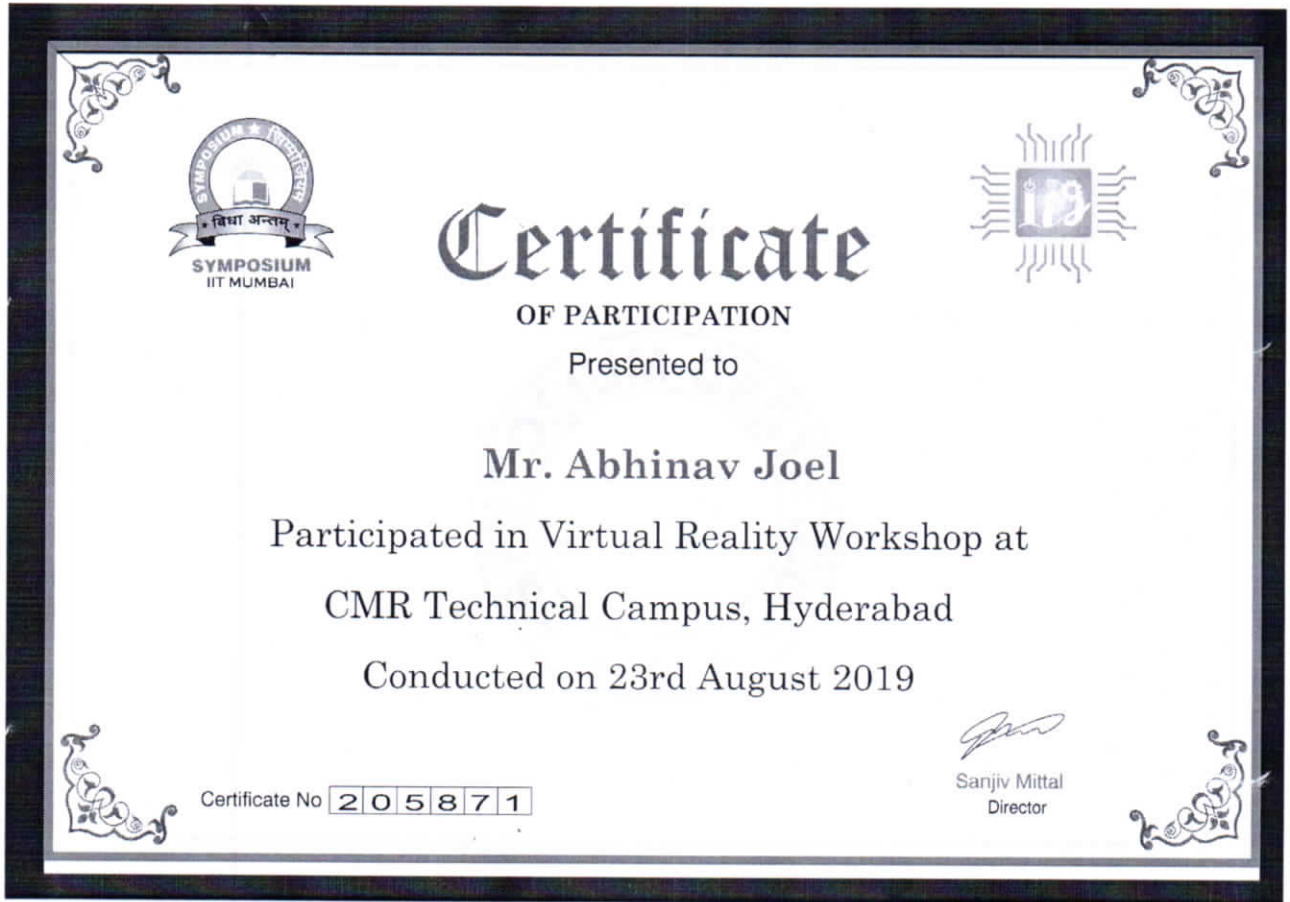 SYMPOSIUM ★ सिम्पोजियम
★ विधा अन्तम् ★
SYMPOSIUM
IIT MUMBAI
Certificate
OF PARTICIPATION
Presented to
Mr. Abhinav Joel
Participated in Virtual Reality Workshop at
CMR Technical Campus, Hyderabad
Conducted on 23rd August 2019
Certificate No 205871
Sanjiv Mittal
Director